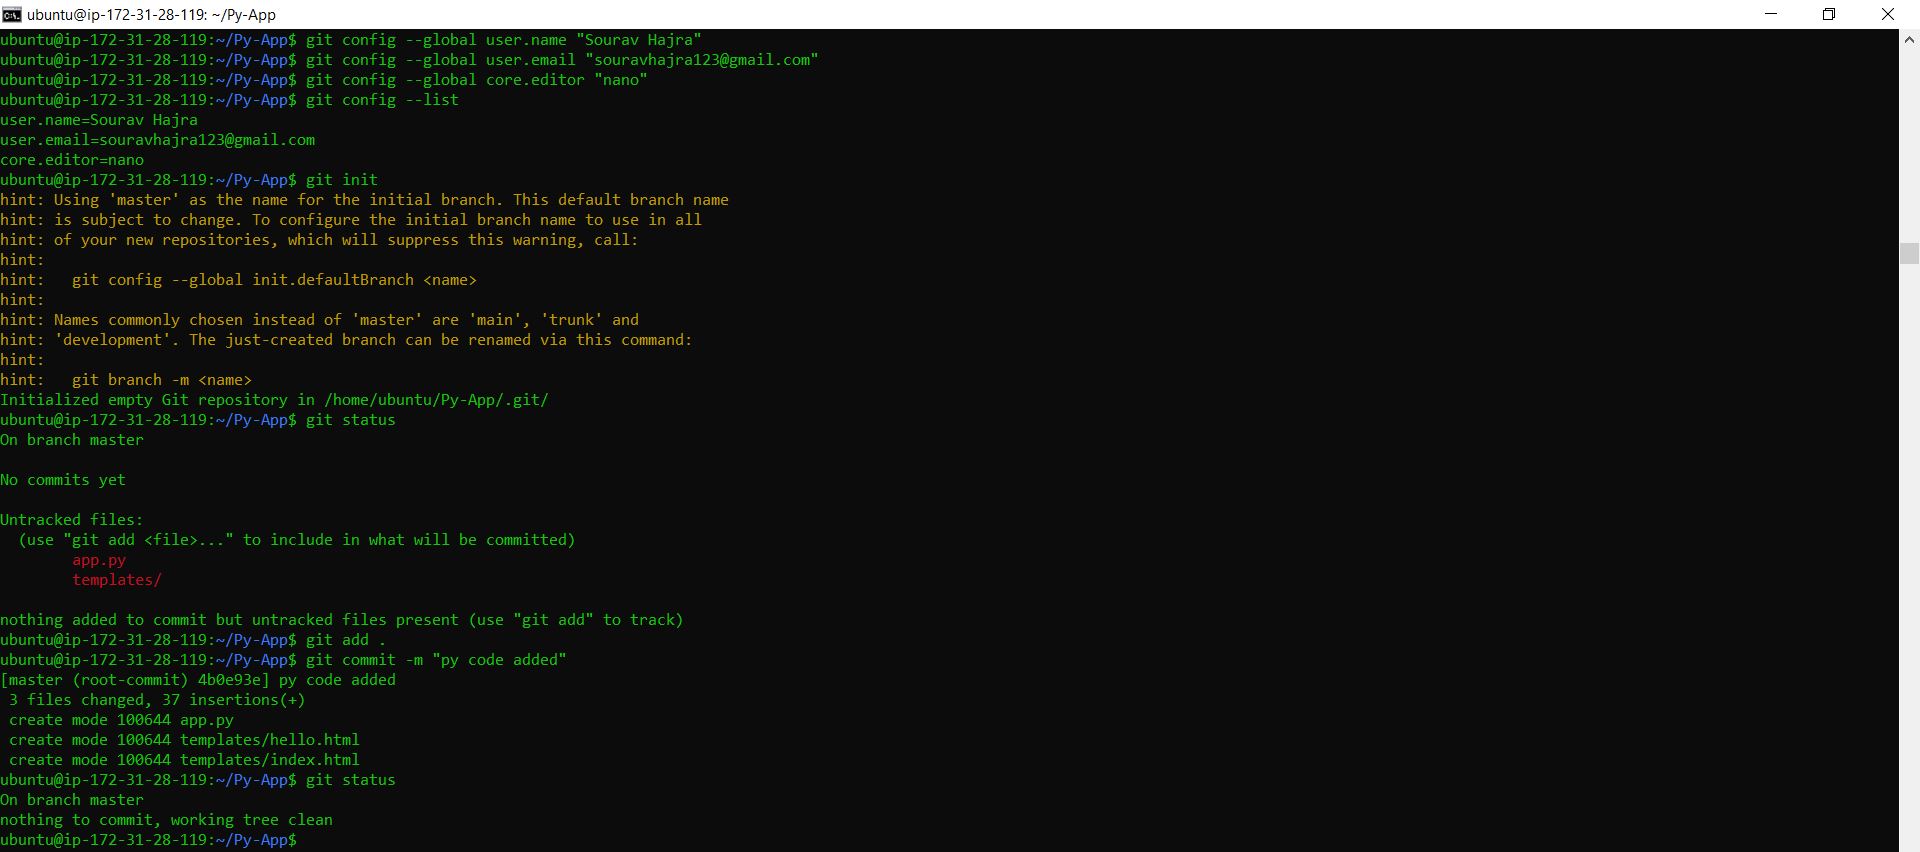 ubuntu@ip-172-31-28-119: ~/Py-App
ubuntu@ip-172-31-28-119:~/Py-App$ git config --global user.name "Sourav Hajra"
ubuntu@ip-172-31-28-119:~/Py-App$ git config --global user.email "souravhajra123@gmail.com"
ubuntu@ip-172-31-28-119:~/Py-App$ git config --global core.editor "nano"
ubuntu@ip-172-31-28-119:~/Py-App$ git config --list
user.name=Sourav Hajra
user.email=souravhajra123@gmail.com
core.editor=nano
ubuntu@ip-172-31-28-119:~/Py-App$ git init
hint: Using 'master' as the name for the initial branch. This default branch name
hint: is subject to change. To configure the initial branch name to use in all
hint: of your new repositories, which will suppress this warning, call:
hint:
hint:   git config --global init.defaultBranch <name>
hint:
hint: Names commonly chosen instead of 'master' are 'main', 'trunk' and
hint: 'development'. The just-created branch can be renamed via this command:
hint:
hint:   git branch -m <name>
Initialized empty Git repository in /home/ubuntu/Py-App/.git/
ubuntu@ip-172-31-28-119:~/Py-App$ git status
On branch master

No commits yet

Untracked files:
  (use "git add <file>..." to include in what will be committed)
        app.py
        templates/

nothing added to commit but untracked files present (use "git add" to track)
ubuntu@ip-172-31-28-119:~/Py-App$ git add .
ubuntu@ip-172-31-28-119:~/Py-App$ git commit -m "py code added"
[master (root-commit) 4b0e93e] py code added
 3 files changed, 37 insertions(+)
 create mode 100644 app.py
 create mode 100644 templates/hello.html
 create mode 100644 templates/index.html
ubuntu@ip-172-31-28-119:~/Py-App$ git status
On branch master
nothing to commit, working tree clean
ubuntu@ip-172-31-28-119:~/Py-App$